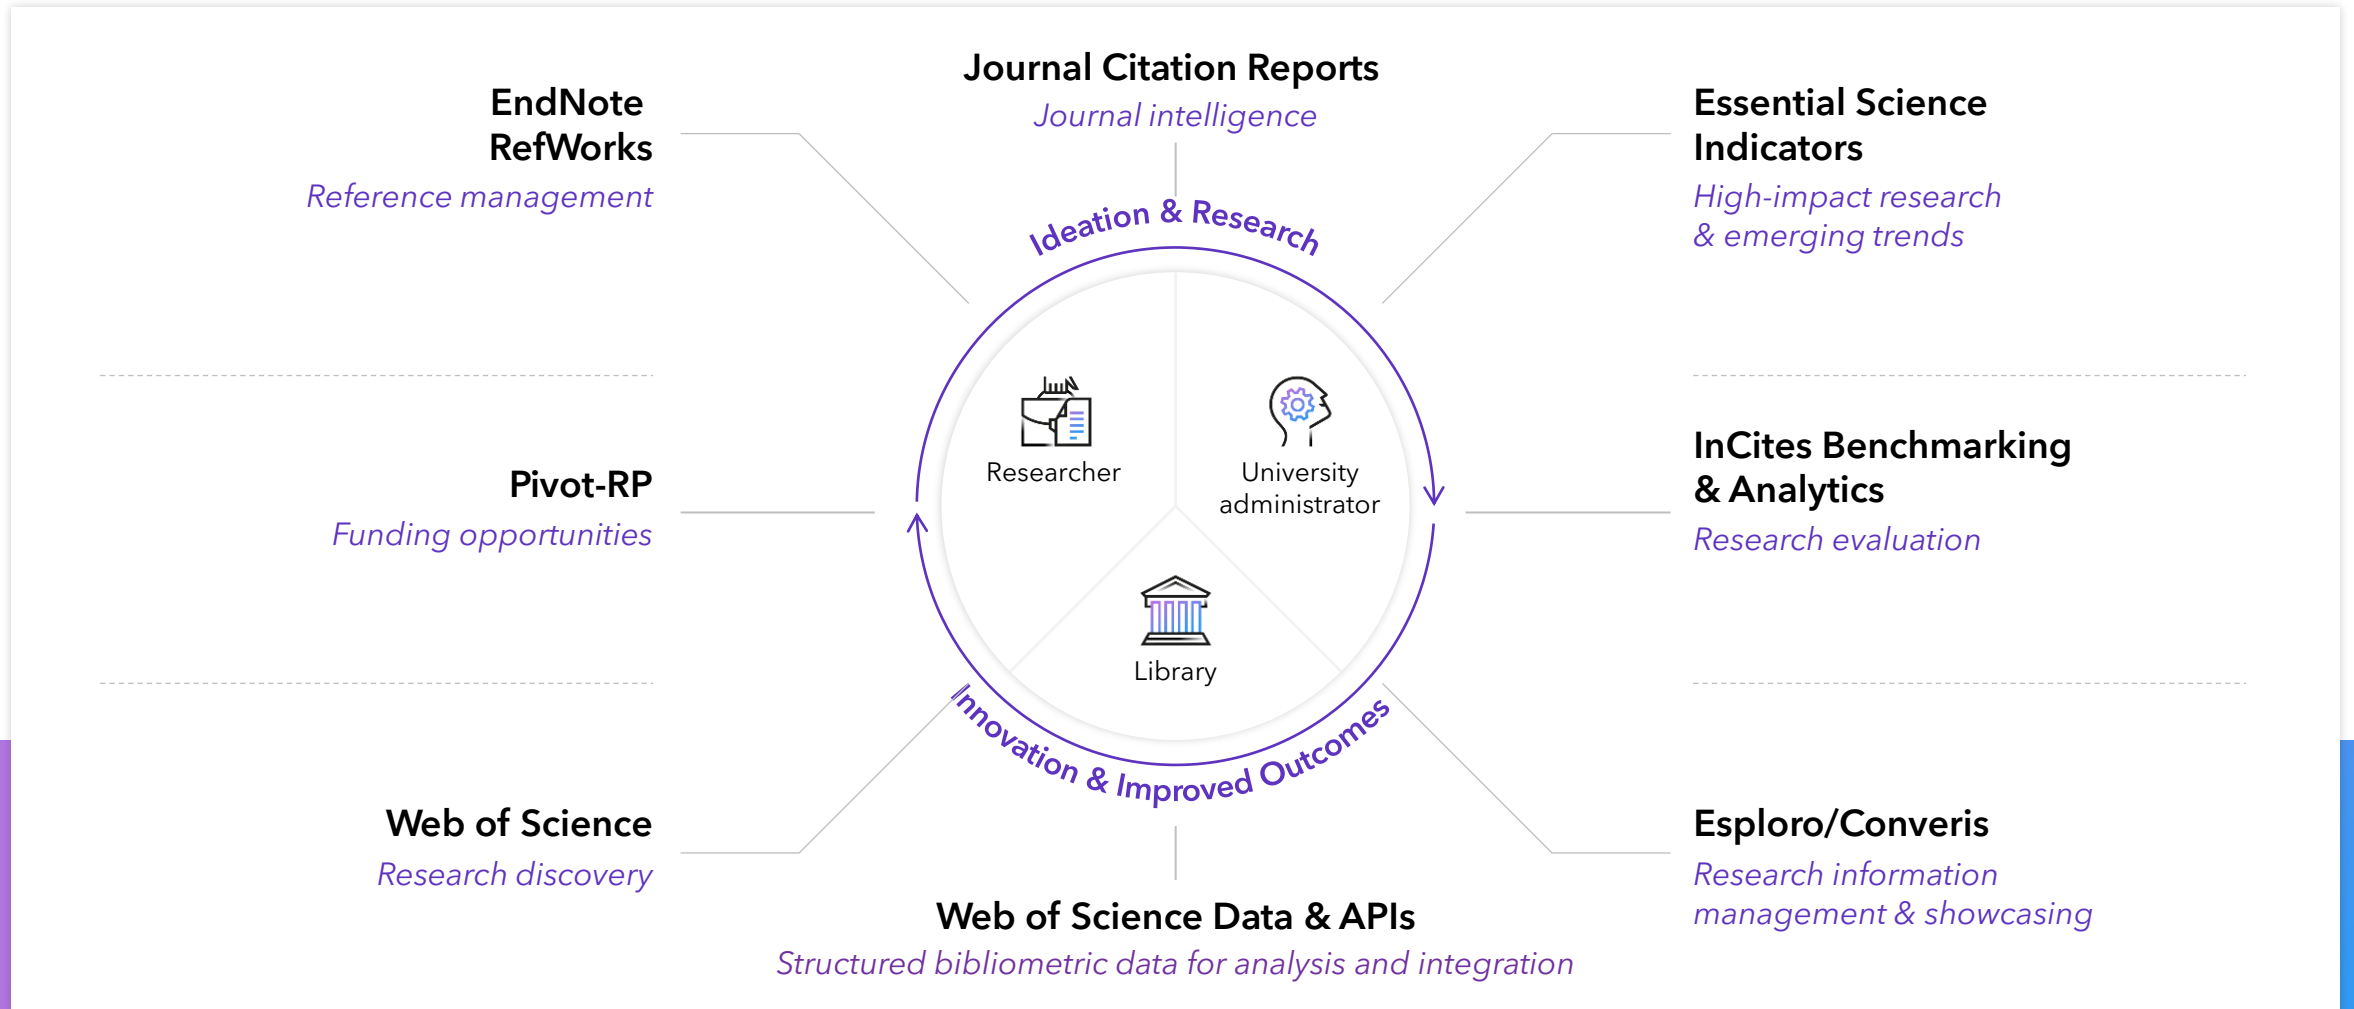 Journal Citation Reports
Journal intelligence
EndNote
RefWorks
Reference management
Essential Science
Indicators
High-impact research
& emerging trends
Ideation & Research
Researcher
University
administrator
Library
Pivot-RP
Funding opportunities
InCites Benchmarking
& Analytics
Research evaluation
Innovation & Improved Outcomes
Web of Science
Research discovery
Esploro/Converis
Research information
management & showcasing
Web of Science Data & APIs
Structured bibliometric data for analysis and integration